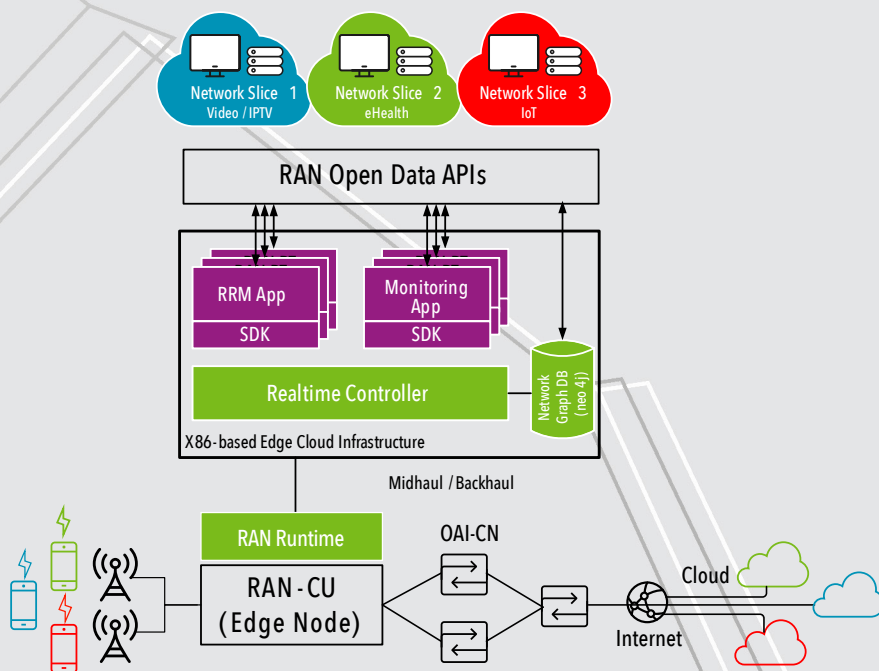 Network Slice 1
Video / IPTV
Network Slice 2
eHealth
Network Slice 3
IoT
RAN Open Data APIs
RRM App
SDK
Monitoring
App
SDK
Realtime Controller
Network
Graph DB
(neo 4j)
X86-based Edge Cloud Infrastructure
Midhaul / Backhaul
RAN Runtime
OAI-CN
RAN-CU
(Edge Node)
Cloud
Internet